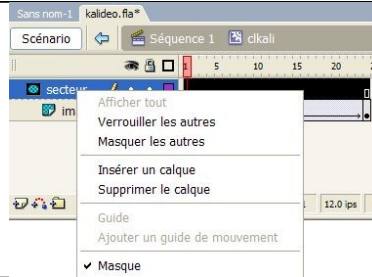 Sans nom-1 kalideo.fla*
Scénario Séquence 1 clkali
1 5 10 15 20
secteur
Afficher tout
im
Verrouiller les autres
Masquer les autres
Insérer un calque
Supprimer le calque
12.0 ips
Guide
Ajouter un guide de mouvement
Masque